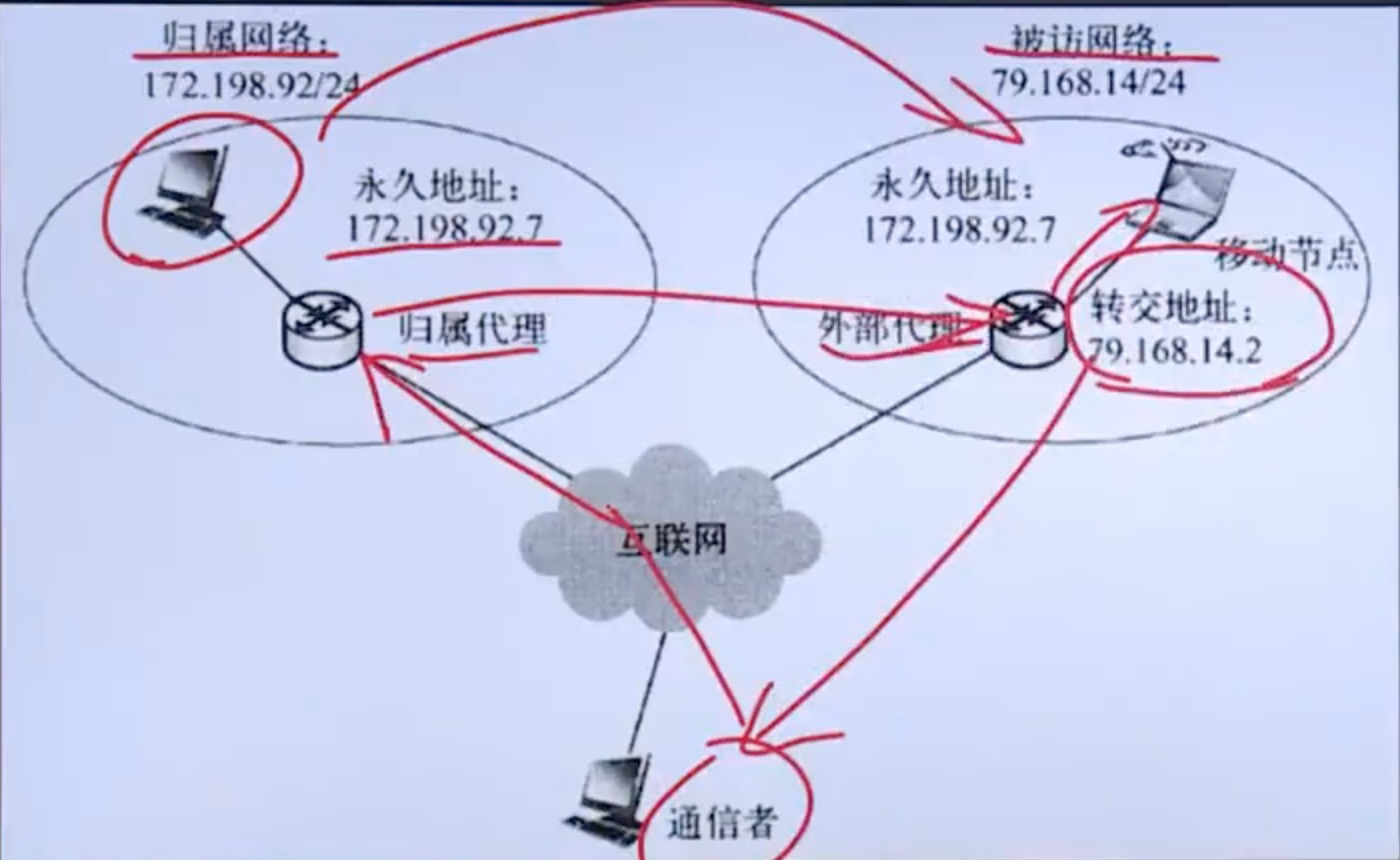 归属网络：
172.198.92/24
被访网络：
79.168.14/24
永久地址：
172.198.92.7
永久地址：
172.198.92.7
移动节点
归属代理
外部代理
转交地址：
79.168.14.2
互联网
通信者